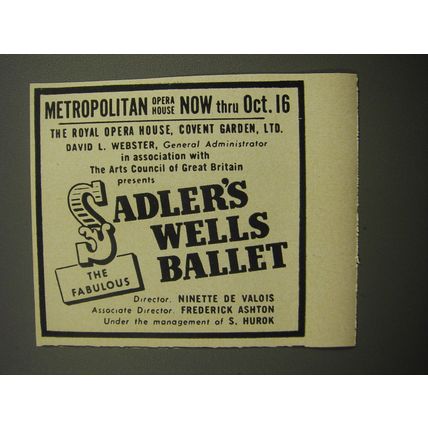 METROPOLITAN OPERA HOUSE NOW thru Oct. 16
THE ROYAL OPERA HOUSE, COVENT GARDEN, LTD.
DAVID L. WEBSTER, General Administrator
in association with
The Arts Council of Great Britain
presents
THE FABULOUS
SADLER'S
WELLS
BALLET
Director, NINETTE DE VALOIS
Associate Director, FREDERICK ASHTON
Under the management of S. HUROK